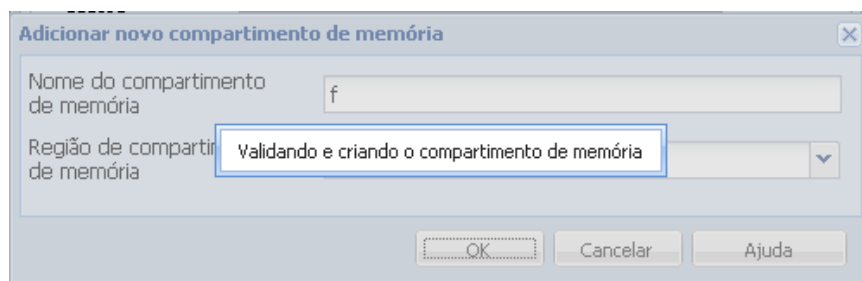 Adicionar novo compartimento de memória
Nome do compartimento
de memória
f
Região de
Validando e criando o compartimento de memória
de memória
OK
Cancelar
Ajuda